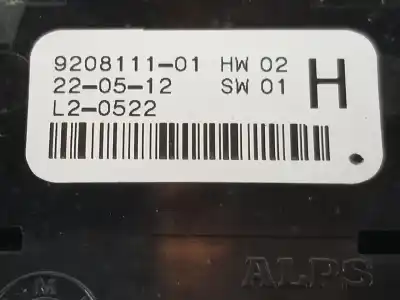 9208111-01 HW 02 H
22-05-12 SW 01
L2-0522
ALPS
M